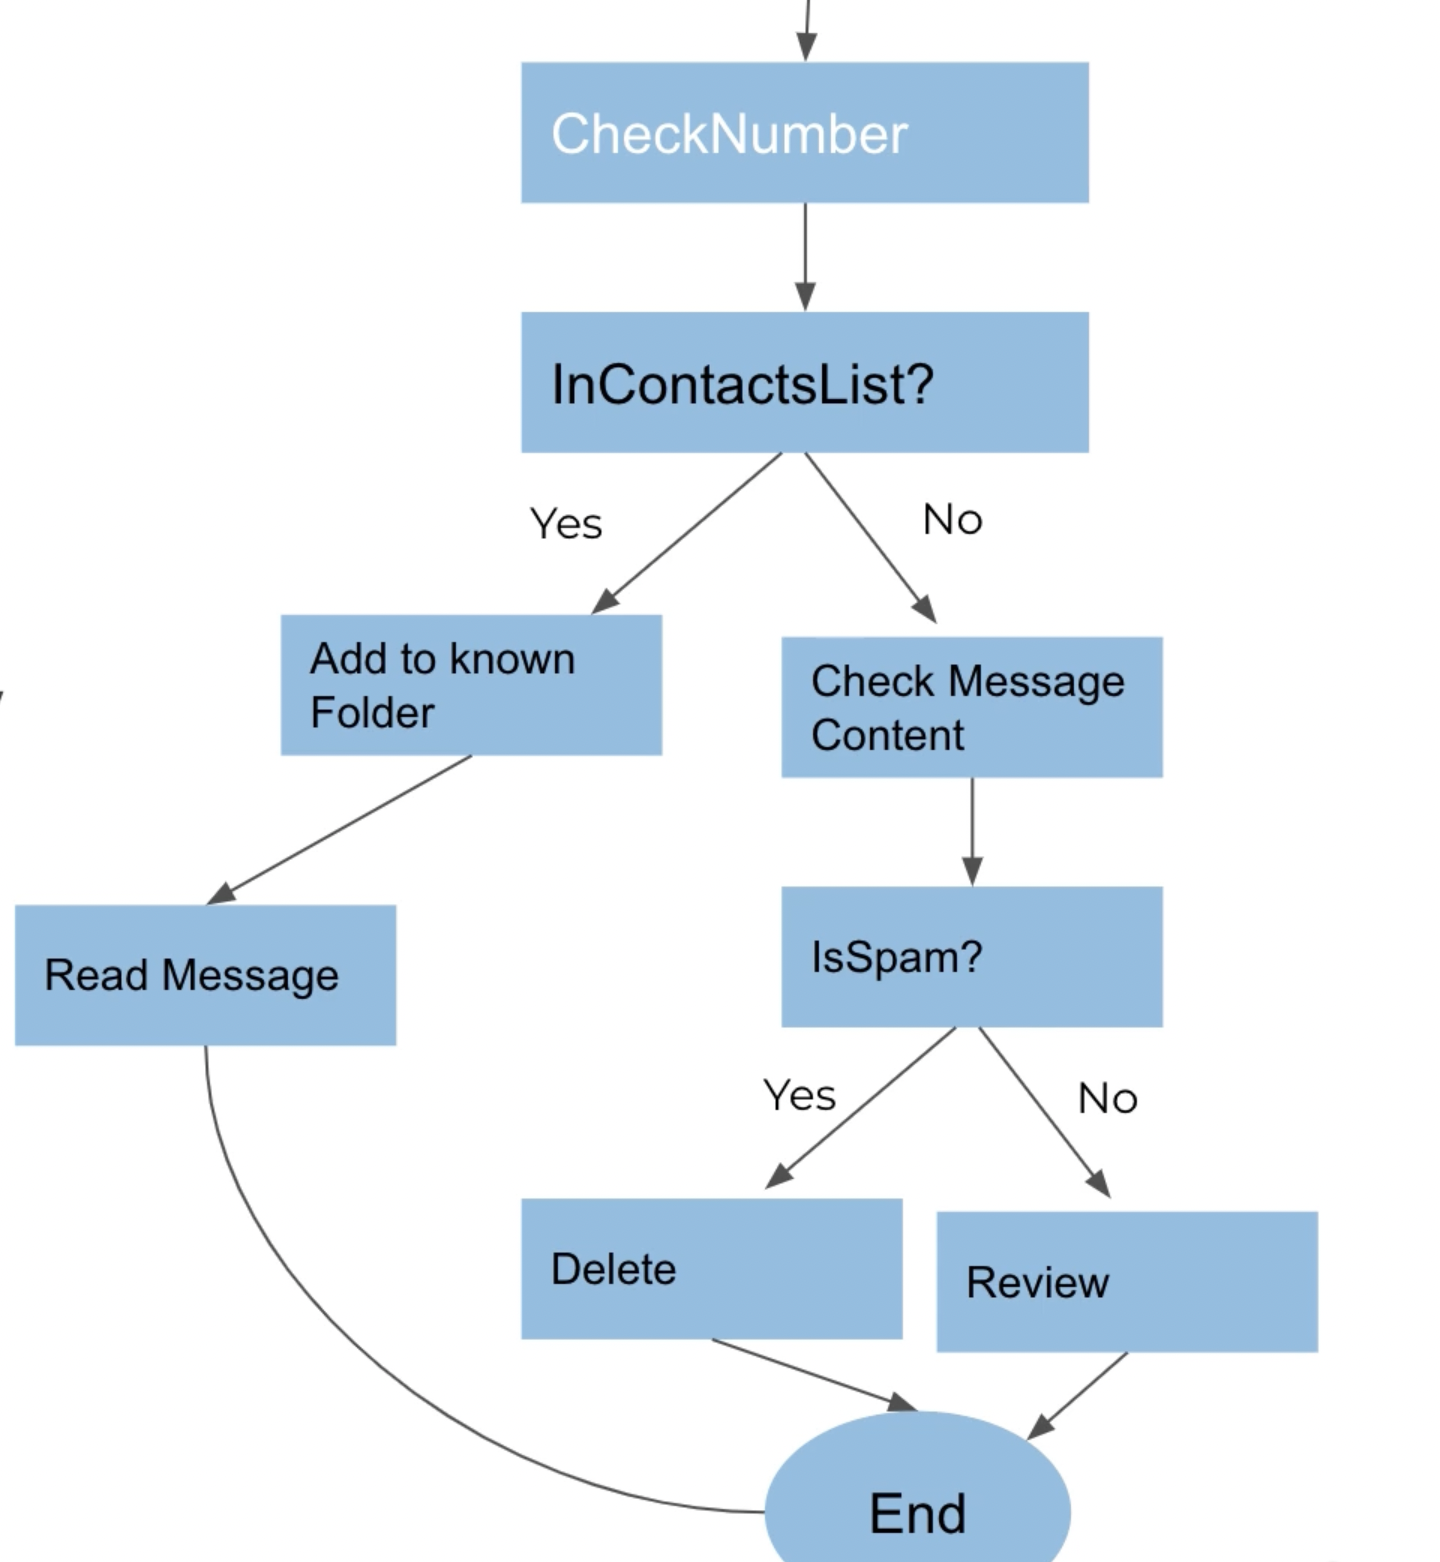 CheckNumber
InContactsList?
Yes
No
Add to known
Folder
Check Message
Content
Read Message
IsSpam?
Yes
No
Delete
Review
End